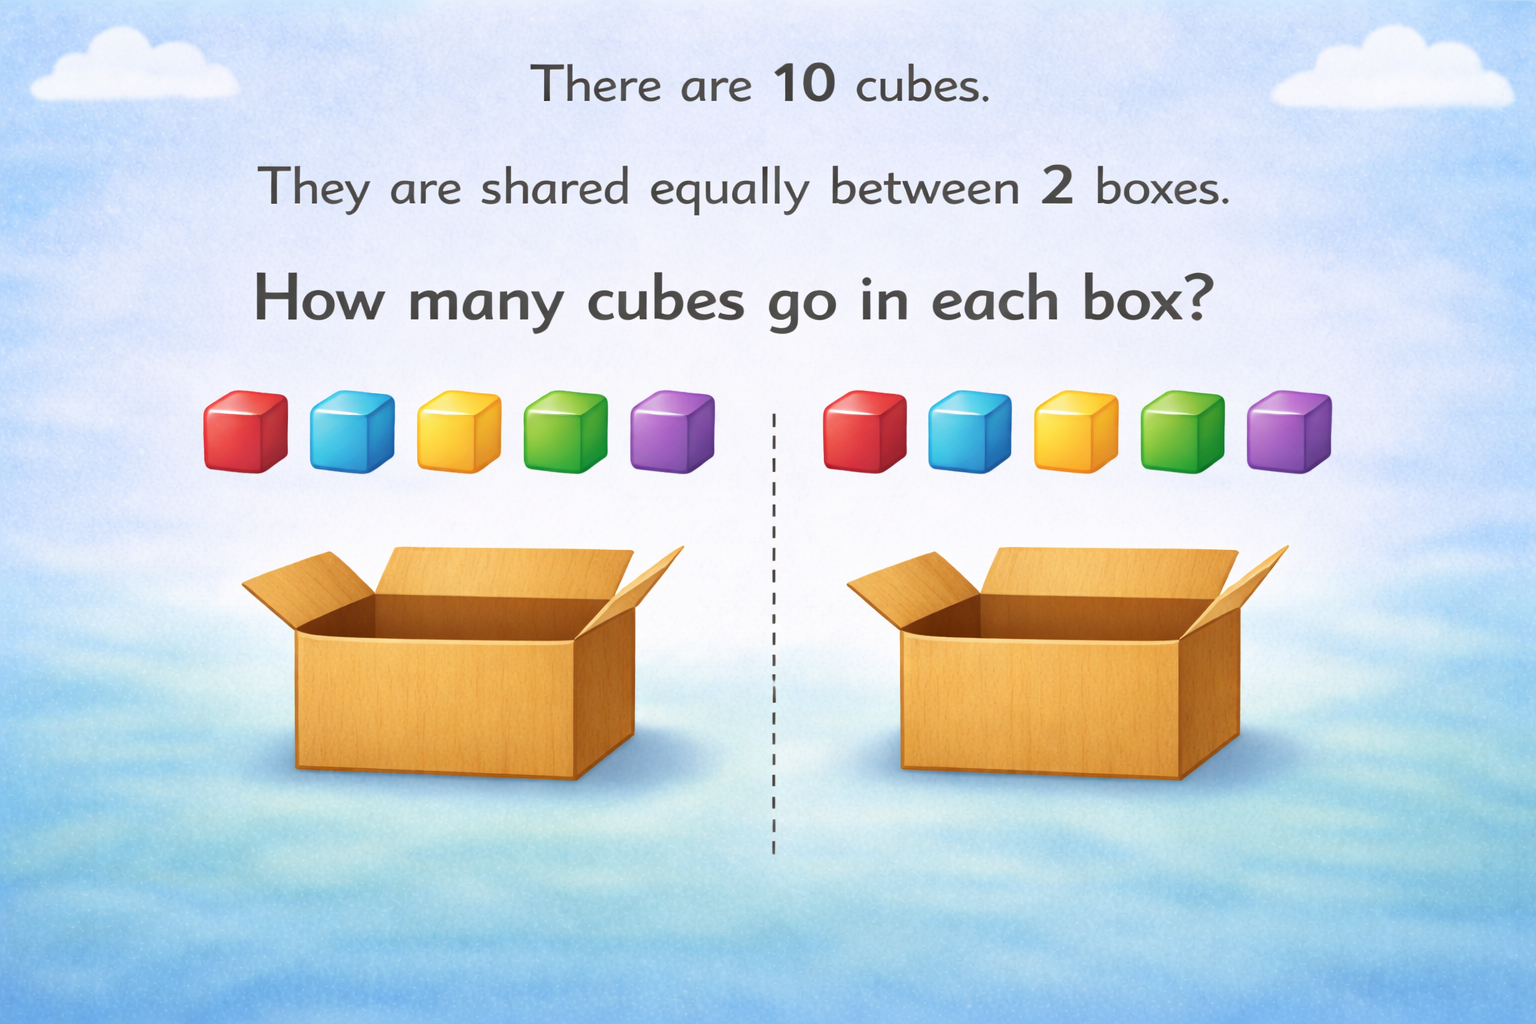 There are 10 cubes.
They are shared equally between 2 boxes.
How many cubes go in each box?